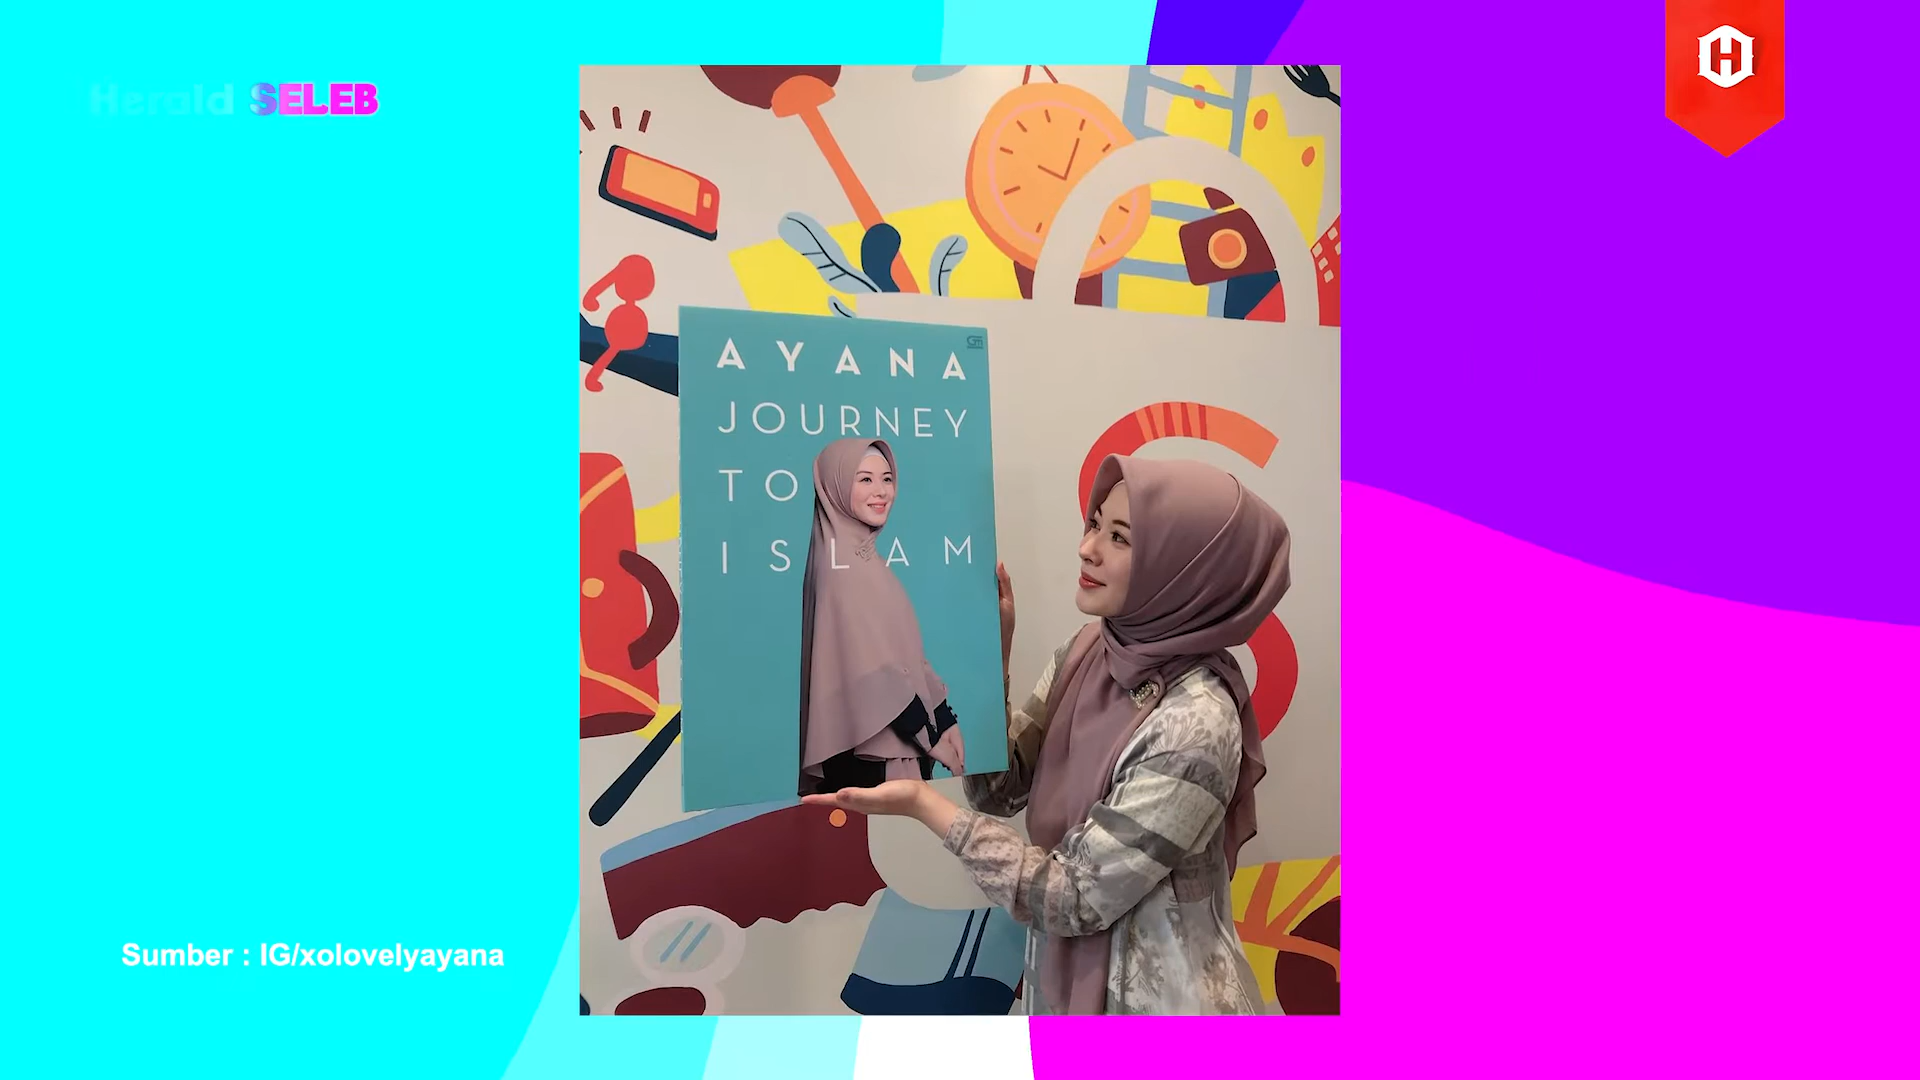 Herald SELEB
AYANA
JOURNEY
TO
ISLAM
Sumber : IG/xolovelyayana